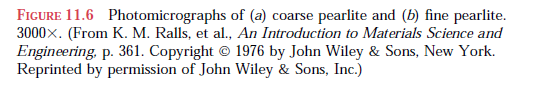 FIGURE 11.6 Photomicrographs of (a) coarse pearlite and (b) fine pearlite.
3000×. (From K. M. Ralls, et al., An Introduction to Materials Science and
Engineering, p. 361. Copyright © 1976 by John Wiley & Sons, New York.
Reprinted by permission of John Wiley & Sons, Inc.)